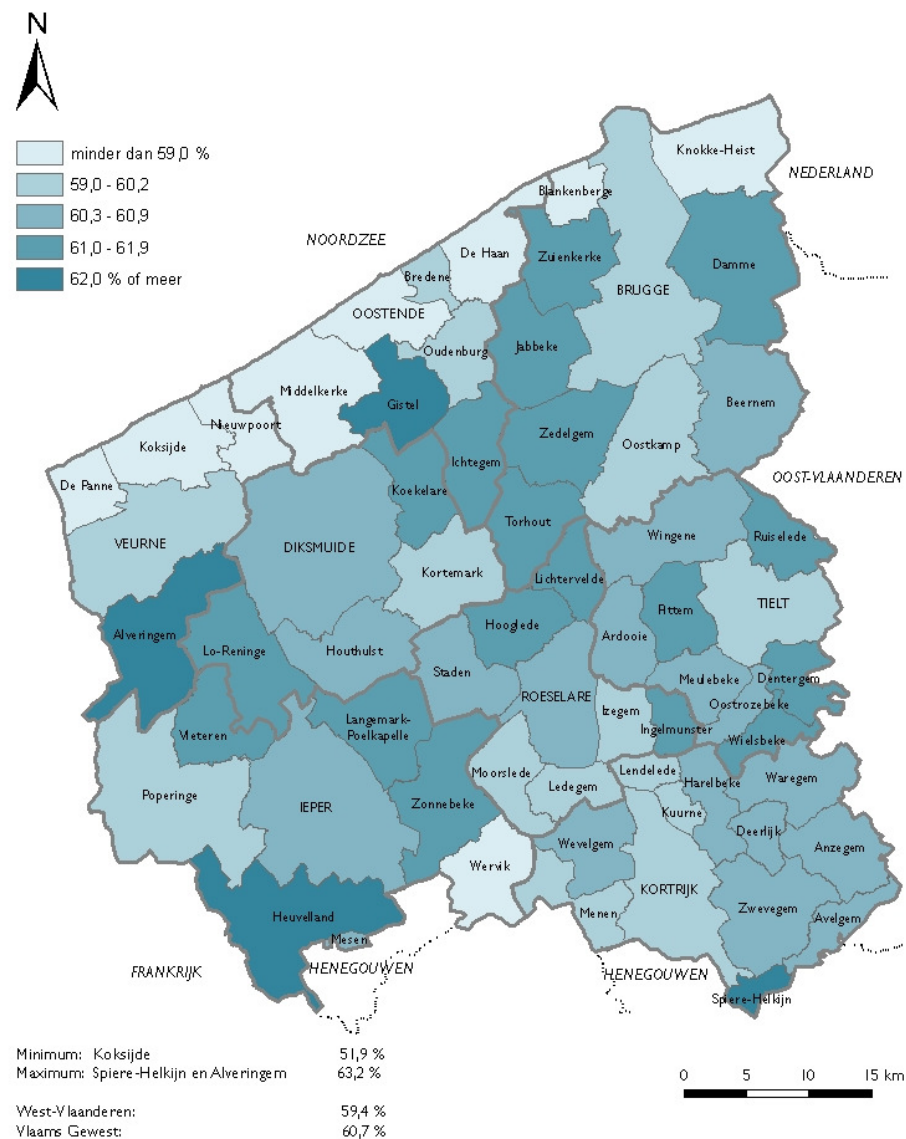 N
minder dan 59,0 %
59,0 - 60,2
60,3 - 60,9
61,0 - 61,9
62,0 % of meer
Knokke-Heist
NEDERLAND
Blankenberge
NOORDZEE
De Haan
Zuienkerke
Damme
Bredene
BRUGGE
OOSTENDE
Jabbeke
Oudenburg
Middelkerke
Gistel
Beernem
Nieuwpoort
Zedelgem
Koksijde
Oostkamp
Ichtegem
OOST-VLAANDEREN
De Panne
Koekelare
Torhout
Wingene
Ruiselede
VEURNE
DIKSMUIDE
Kortemark
Lichtervelde
TIELT
Pittem
Alveringem
Hooglede
Ardooie
Lo-Reninge
Houthulst
Staden
Meulebeke
Dentergem
ROESELARE
Oostrozebeke
Izegem
Langemark-
Poelkapelle
Ingelmunster
Vleteren
Wielsbeke
Moorslede
Lendelede
Waregem
Ledegem
Harelbeke
Poperinge
IEPER
Zonnebeke
Kuurne
Deerlijk
Wevelgem
Anzegem
Wervik
KORTRIJK
Zwevegem
Menen
Avelgem
Heuvelland
Mesen
FRANKRIJK
HENEGOUWEN
HENEGOUWEN
Spiere-Helkijn
Minimum: Koksijde 51,9 %
Maximum: Spiere-Helkijn en Alveringem 63,2 %
0 5 10 15 km
West-Vlaanderen: 59,4 %
Vlaams Gewest: 60,7 %